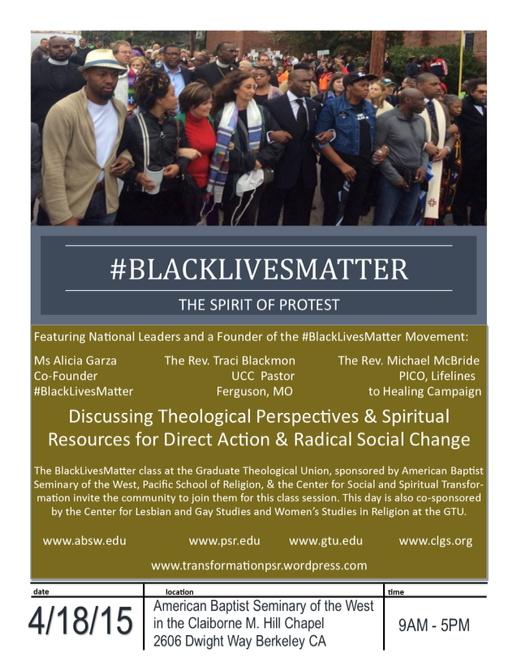 #BLACKLIVESMATTER
THE SPIRIT OF PROTEST
Featuring National Leaders and a Founder of the #BlackLivesMatter Movement:
Ms Alicia Garza The Rev. Traci Blackmon The Rev. Michael McBride
Co-Founder UCC Pastor PICO, Lifelines
#BlackLivesMatter Ferguson, MO to Healing Campaign
Discussing Theological Perspectives & Spiritual
Resources for Direct Action & Radical Social Change
The BlackLivesMatter class at the Graduate Theological Union, sponsored by American Baptist
Seminary of the West, Pacific School of Religion, & the Center for Social and Spiritual Transfor-
mation invite the community to join them for this class session. This day is also co-sponsored
by the Center for Lesbian and Gay Studies and Women's Studies in Religion at the GTU.
www.absw.edu www.psr.edu www.gtu.edu www.clgs.org
www.transformationpsr.wordpress.com
date location time
4/18/15
American Baptist Seminary of the West
in the Claiborne M. Hill Chapel
2606 Dwight Way Berkeley CA
9AM - 5PM